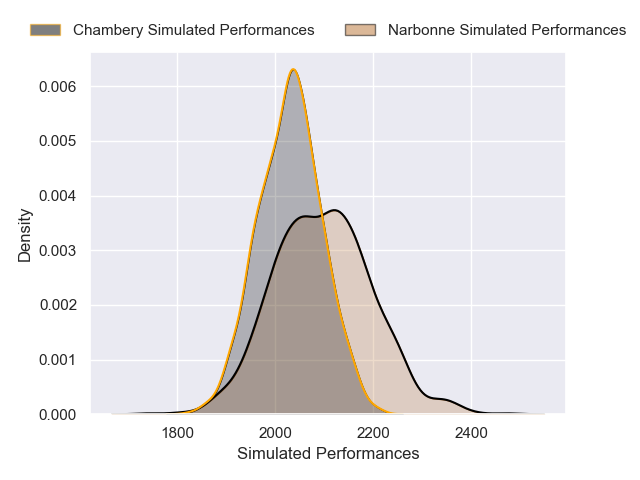 Chambery Simulated Performances
Narbonne Simulated Performances
0.006
0.005
0.004
0.003
0.002
0.001
0.000
Density
1800
2000
2200
2400
Simulated Performances